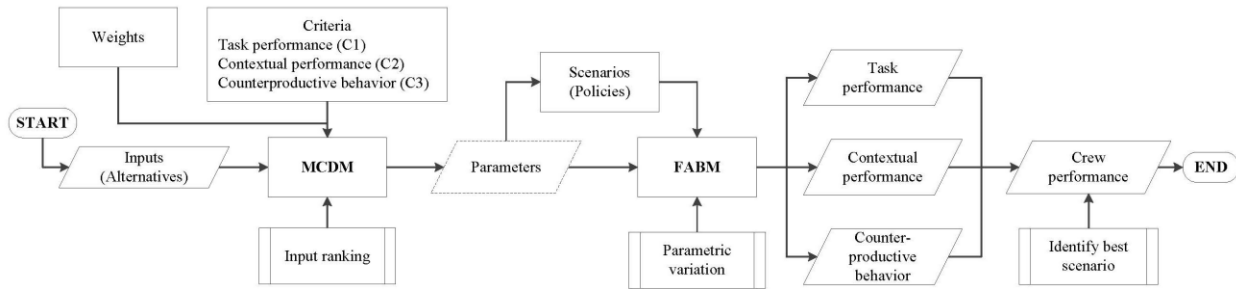 Weights
Criteria
Task performance (C1)
Contextual performance (C2)
Counterproductive behavior (C3)
START
Inputs
(Alternatives)
MCDM
Input ranking
Parameters
Scenarios
(Policies)
FABM
Parametric
variation
Task
performance
Contextual
performance
Counter-
productive
behavior
Crew
performance
Identify best
scenario
END